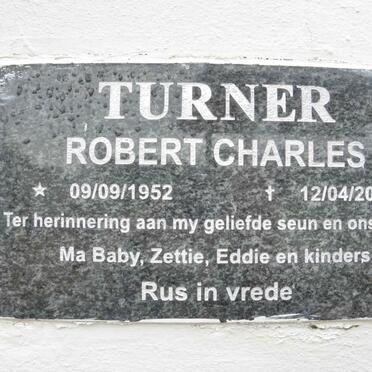 TURNER
ROBERT CHARLES
★ 09/09/1952 † 12/04/20
Ter herinnering aan my geliefde seun en ons
Ma Baby, Zettie, Eddie en kinders
Rus in vrede